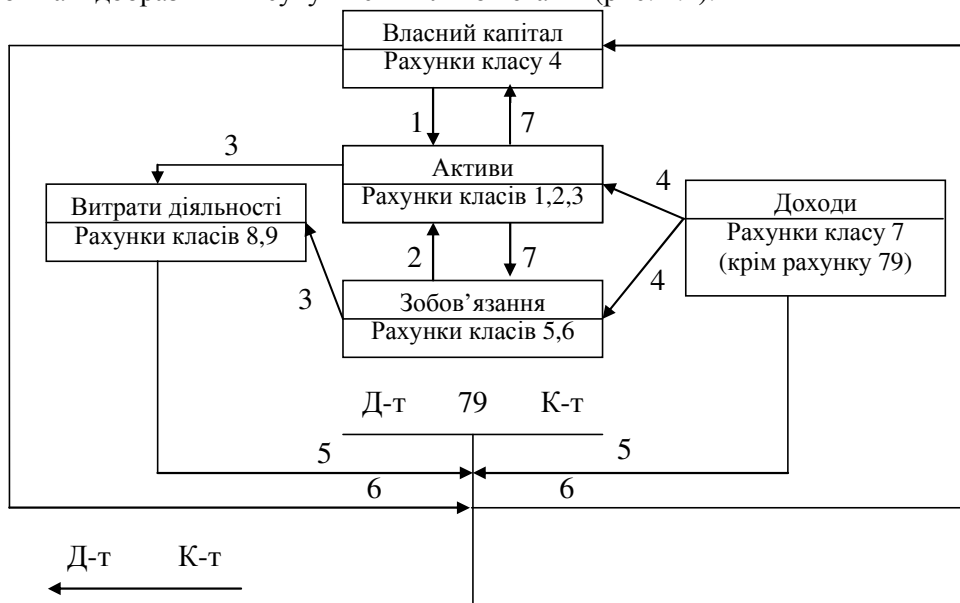 Власний капітал
Рахунки класу 4
1
7
3
Активи
Рахунки класів 1,2,3
4
Витрати діяльності
Рахунки класів 8,9
Доходи
Рахунки класу 7
(крім рахунку 79)
2
7
3
4
Зобов’язання
Рахунки класів 5,6
Д-т 79 К-т
5
5
6
6
Д-т К-т